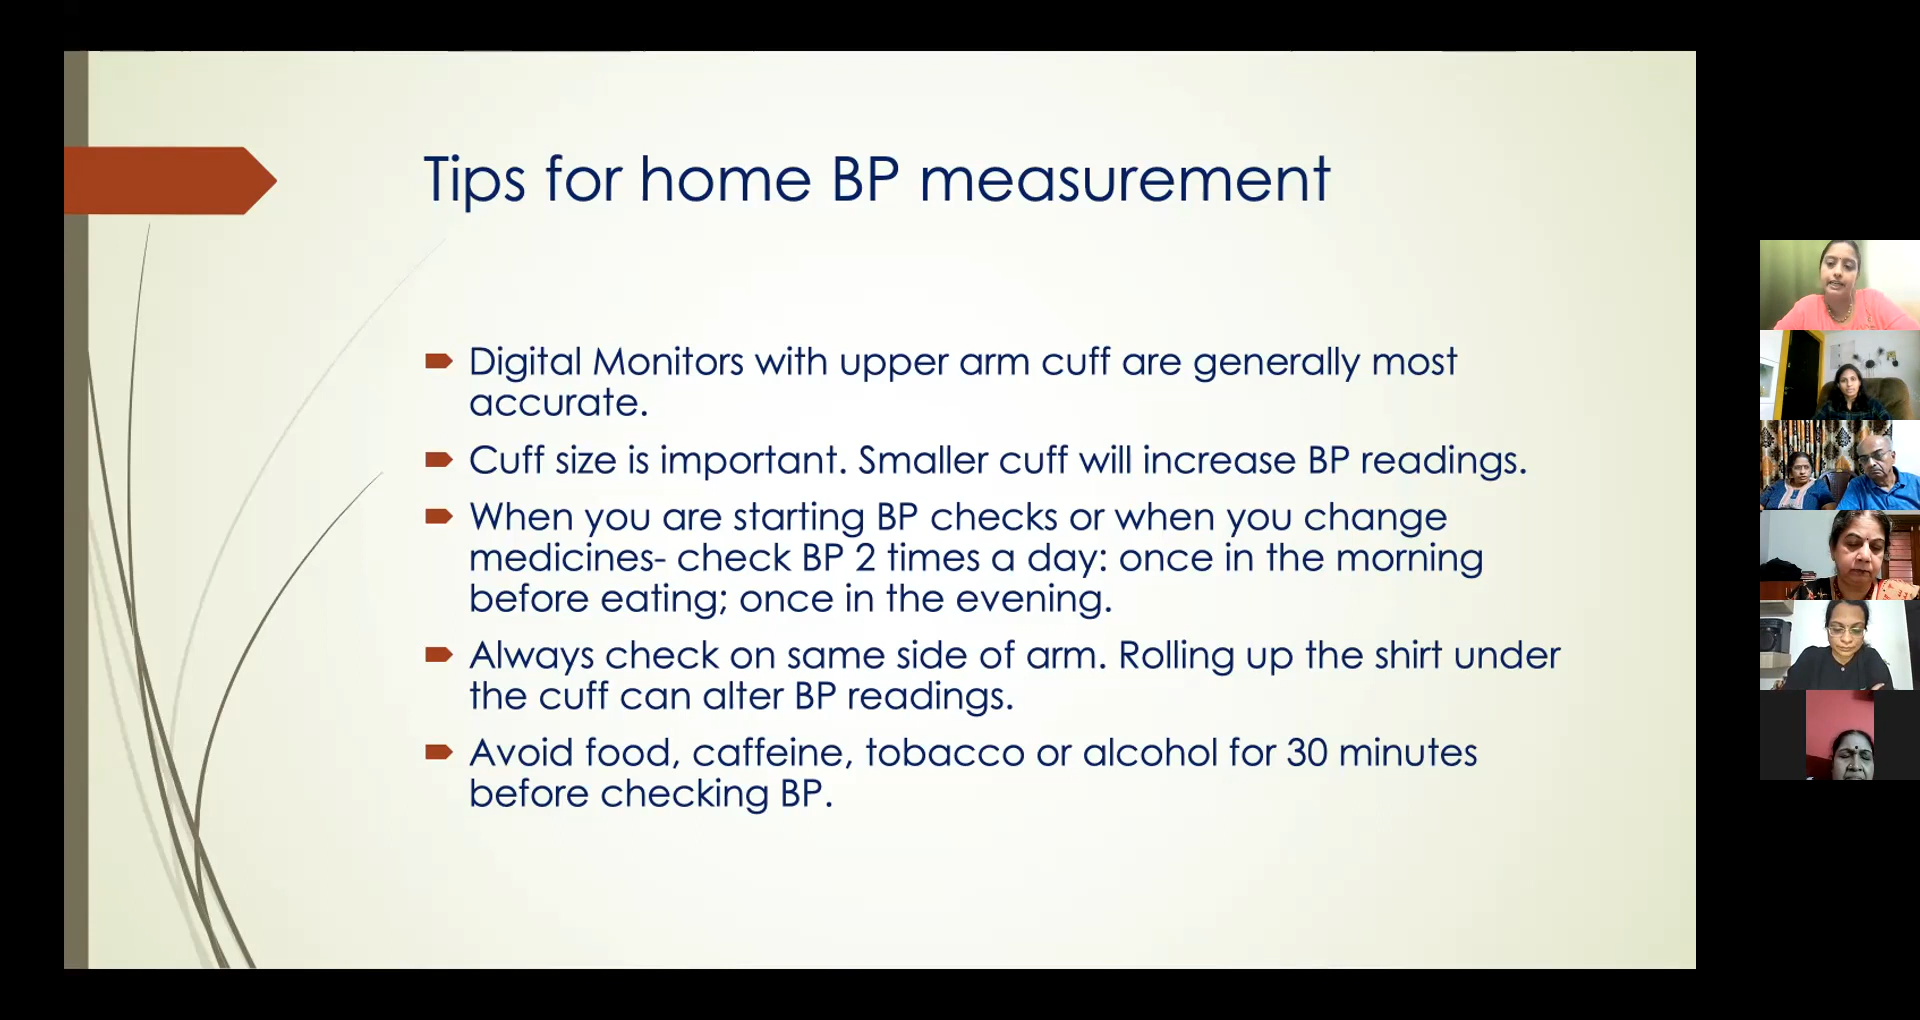 Tips for home BP measurement
Digital Monitors with upper arm cuff are generally most
accurate.
Cuff size is important. Smaller cuff will increase BP readings.
When you are starting BP checks or when you change
medicines- check BP 2 times a day: once in the morning
before eating; once in the evening.
Always check on same side of arm. Rolling up the shirt under
the cuff can alter BP readings.
Avoid food, caffeine, tobacco or alcohol for 30 minutes
before checking BP.